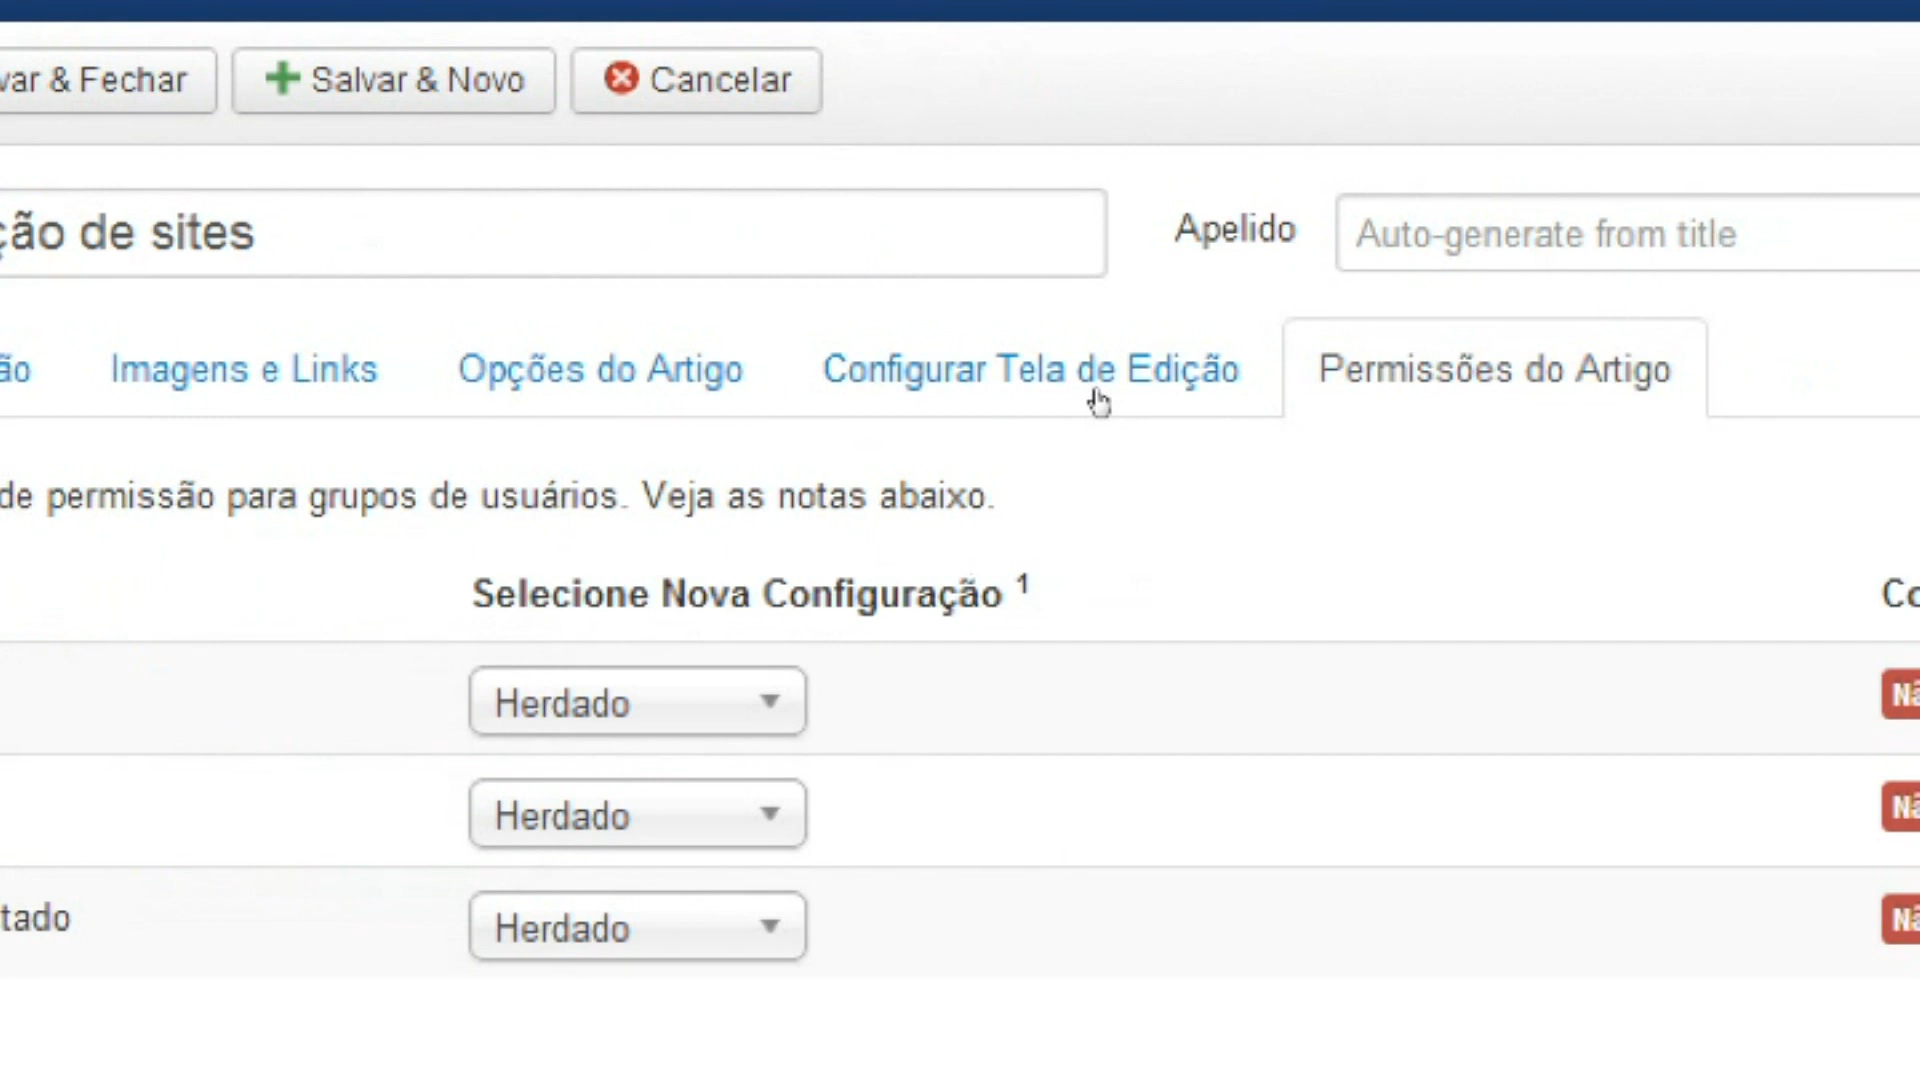 var & Fechar Salvar & Novo Cancelar
ção de sites Apelido Auto-generate from title
ão Imagens e Links Opções do Artigo Configurar Tela de Edição Permissões do Artigo
de permissão para grupos de usuários. Veja as notas abaixo.
Selecione Nova Configuração 1 Co
Herdado Nã
Herdado Nã
tado Herdado Nã